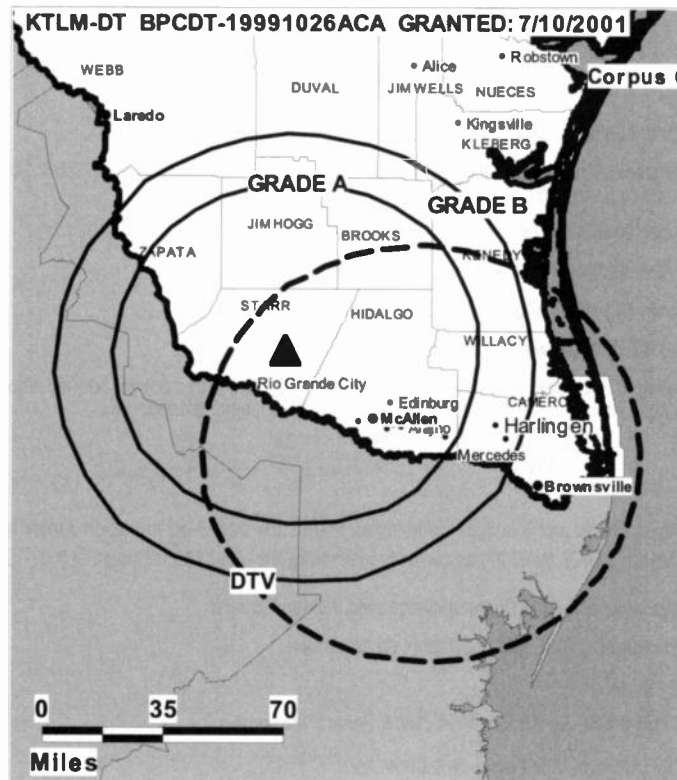 KTLM-DT BPCDT-19991026ACA GRANTED: 7/10/2001
Robstown
Alice
WEBB
Corpus
DUVAL
JIM WELLS
NUECES
Laredo
Kingsville
KLEBERG
GRADE A
GRADE B
JIM HOGG
BROOKS
ZAPATA
KENEDY
STARR
HIDALGO
WILLACY
Rio Grande City
Edinburg
CAMERO
McAllen
Harlingen
Mercedes
Brownsville
DTV
0 35 70
Miles